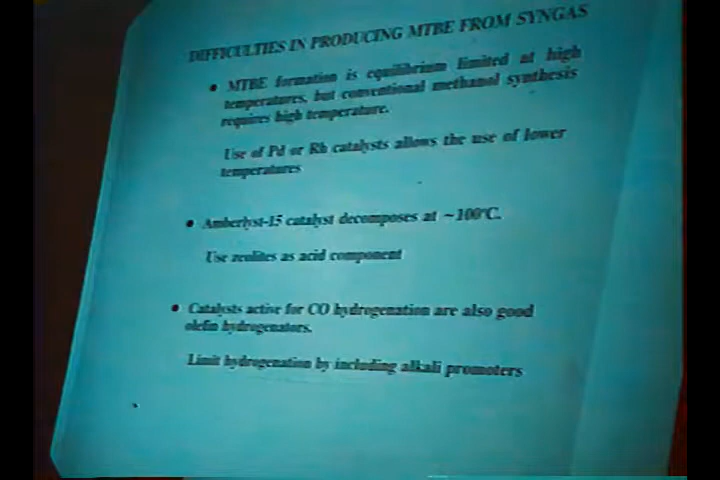 DIFFICULTIES IN PRODUCING MTBE FROM SYNGAS
• MTBE formation is equilibrium limited at high
temperatures, but conventional methanol synthesis
requires high temperature.
Use of Pd or Rh catalysts allows the use of lower
temperatures
• Amberlyst-15 catalyst decomposes at ~100°C.
Use zeolites as acid component
• Catalysts active for CO hydrogenation are also good
olefin hydrogenators.
Limit hydrogenation by including alkali promoters